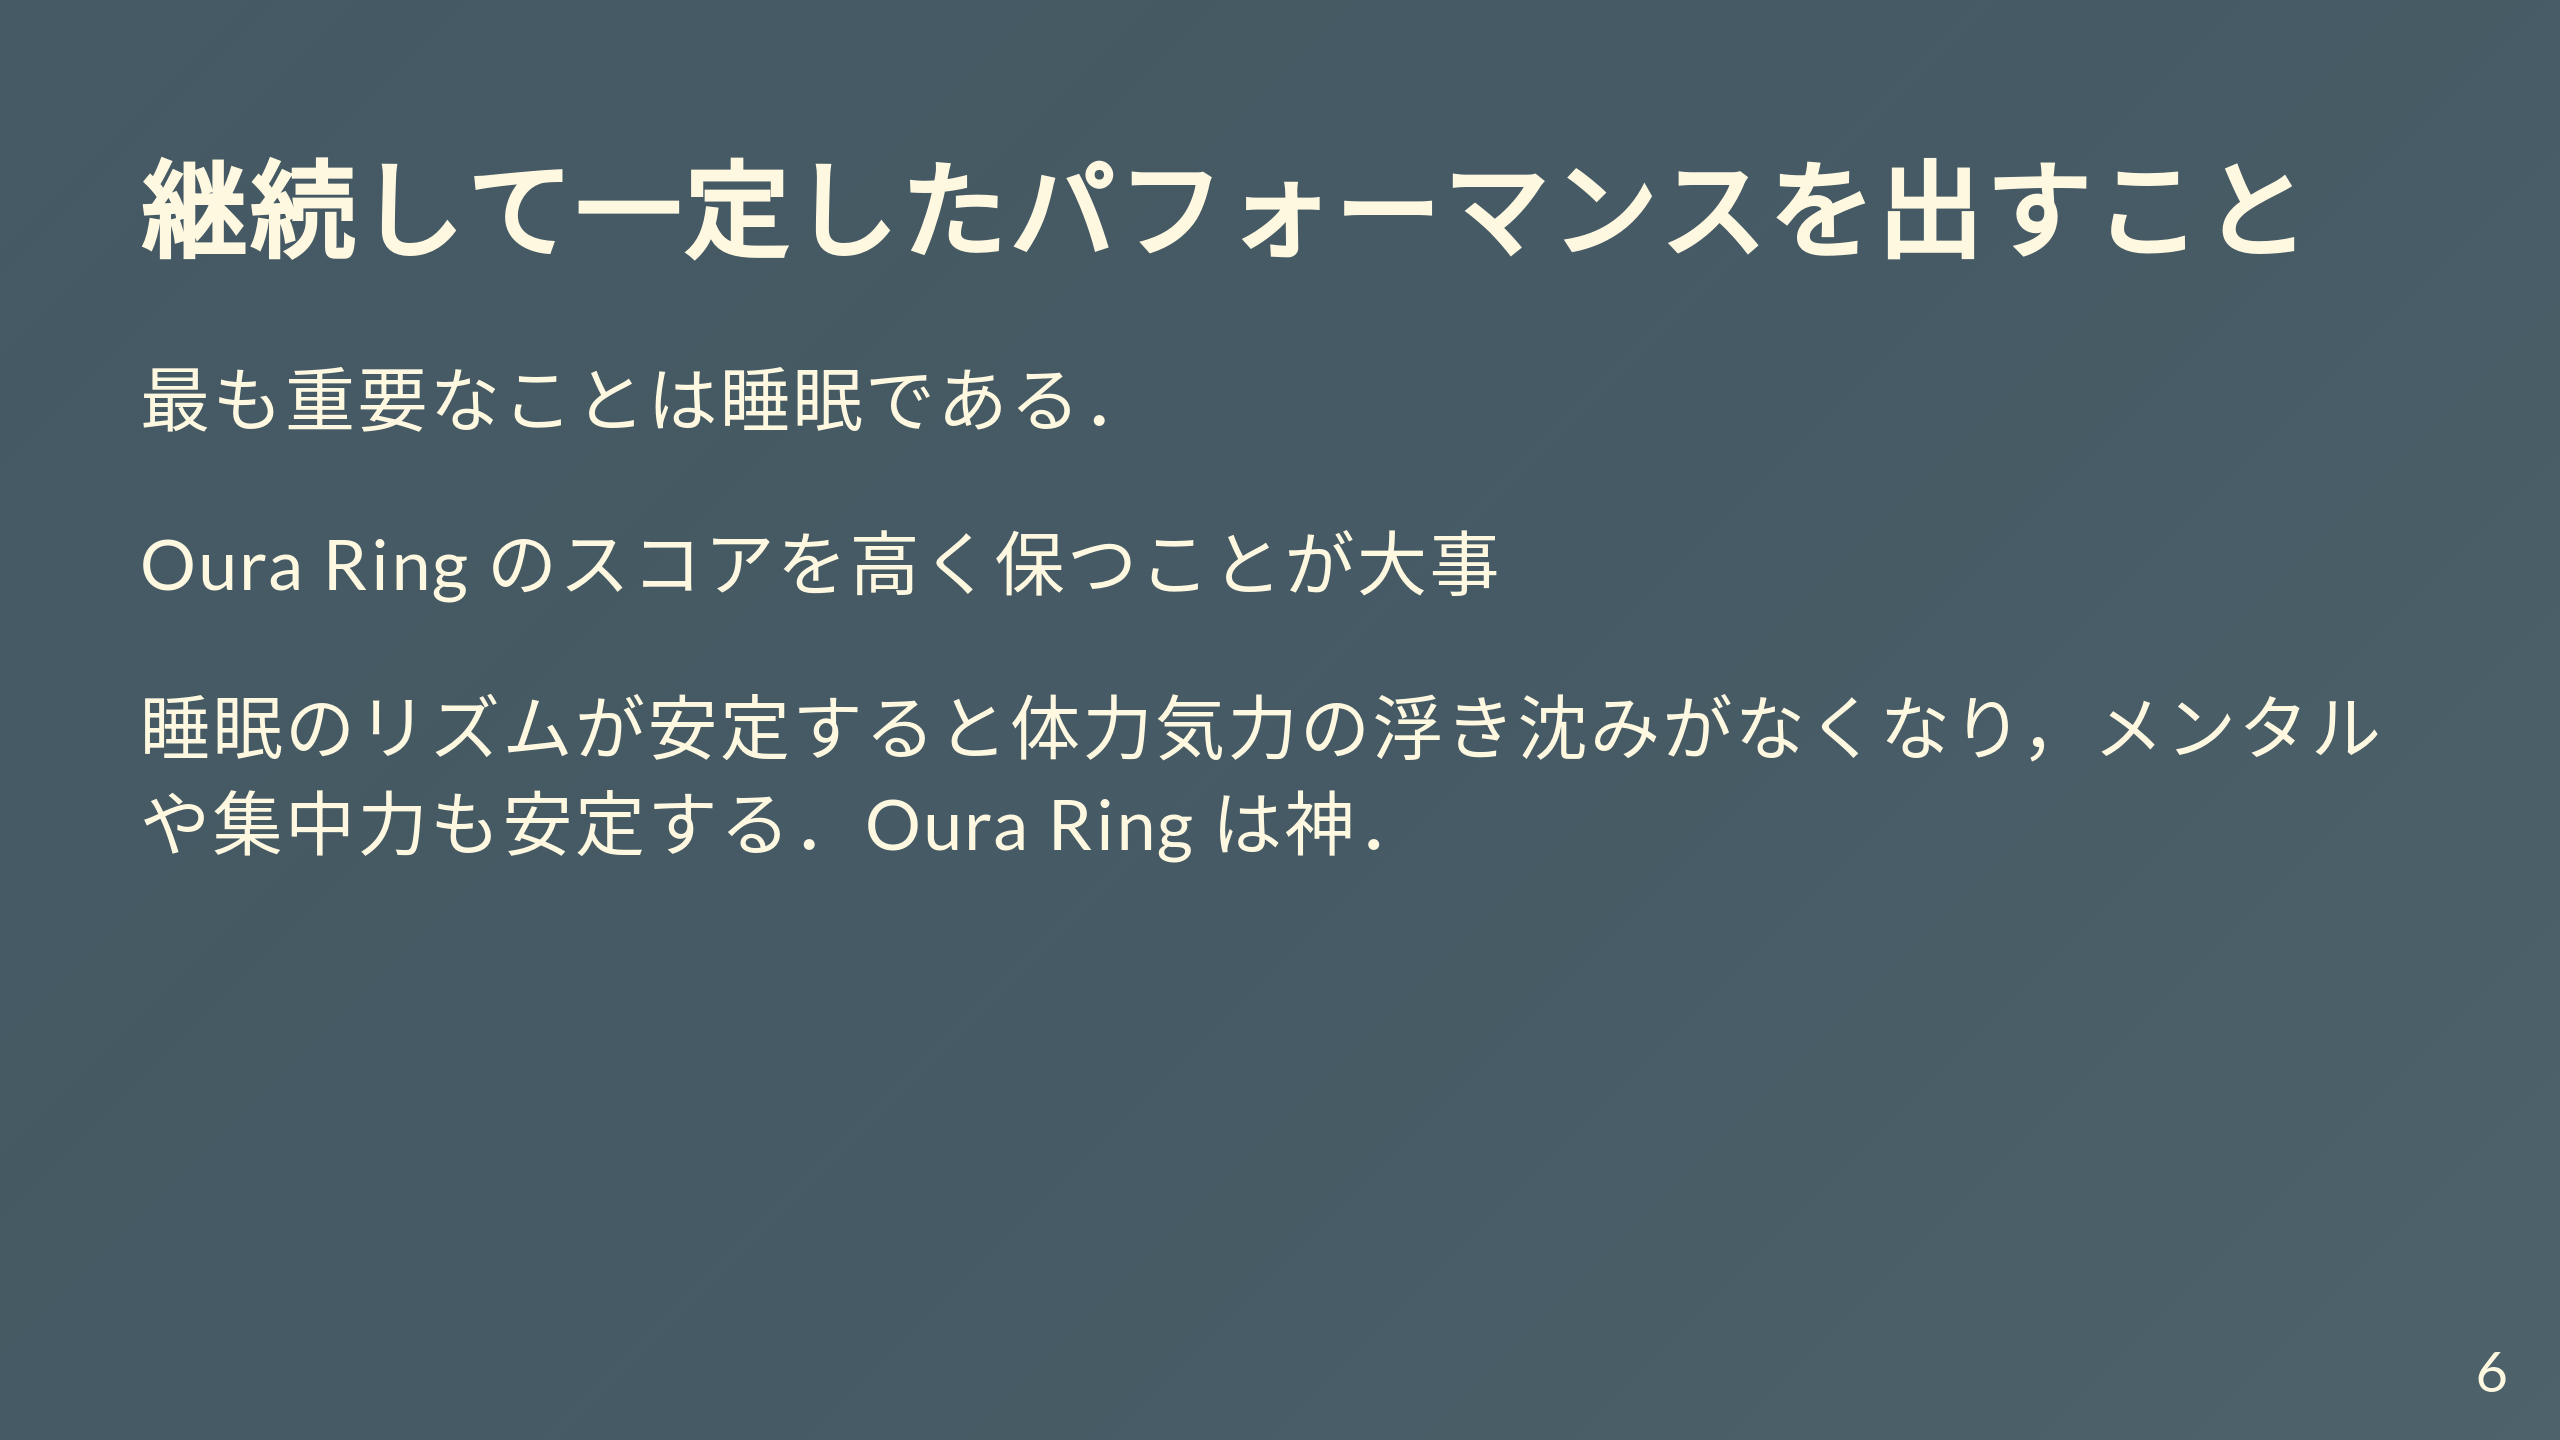 継続して一定したパフォーマンスを出すこと
最も重要なことは睡眠である．
Oura Ring のスコアを高く保つことが大事
睡眠のリズムが安定すると体力気力の浮き沈みがなくなり，メンタル
や集中力も安定する．Oura Ring は神．
6